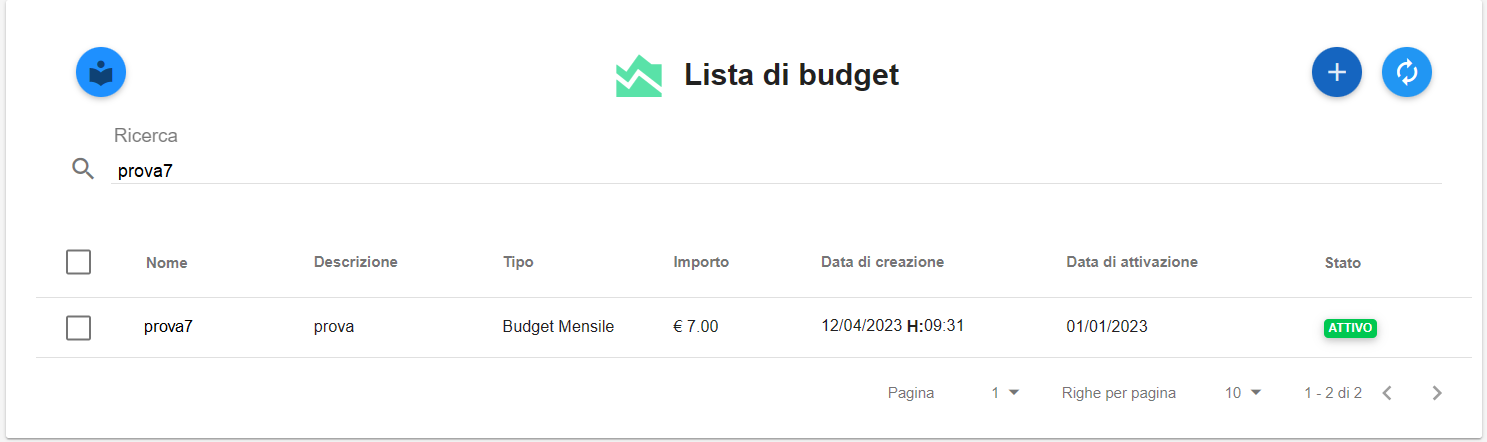 Lista di budget
Ricerca
prova7
Nome Descrizione Tipo Importo Data di creazione Data di attivazione Stato
prova7 prova Budget Mensile € 7.00 12/04/2023 H:09:31 01/01/2023 ATTIVO
Pagina 1 Righe per pagina 10 1 - 2 di 2